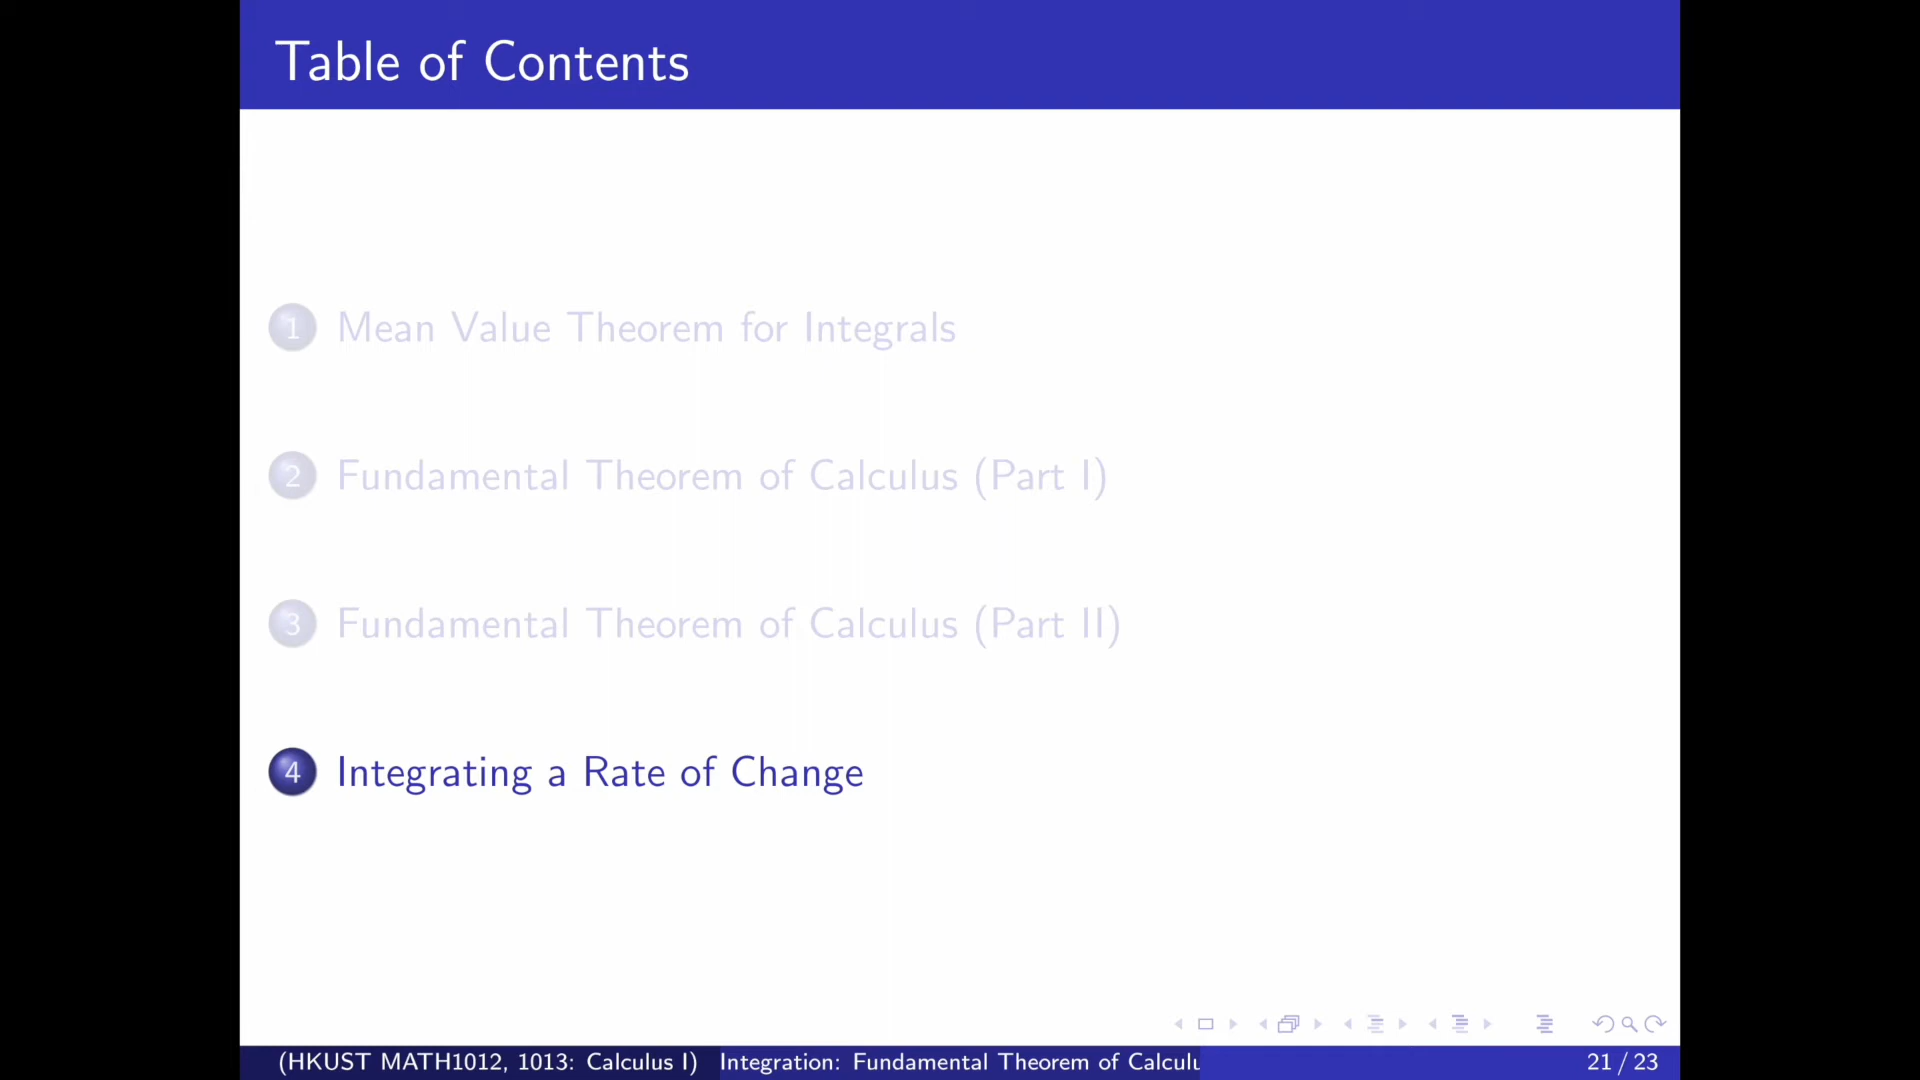 Table of Contents
1 Mean Value Theorem for Integrals
2 Fundamental Theorem of Calculus (Part I)
3 Fundamental Theorem of Calculus (Part II)
4 Integrating a Rate of Change
(HKUST MATH1012, 1013: Calculus I) Integration: Fundamental Theorem of Calculu 21 / 23